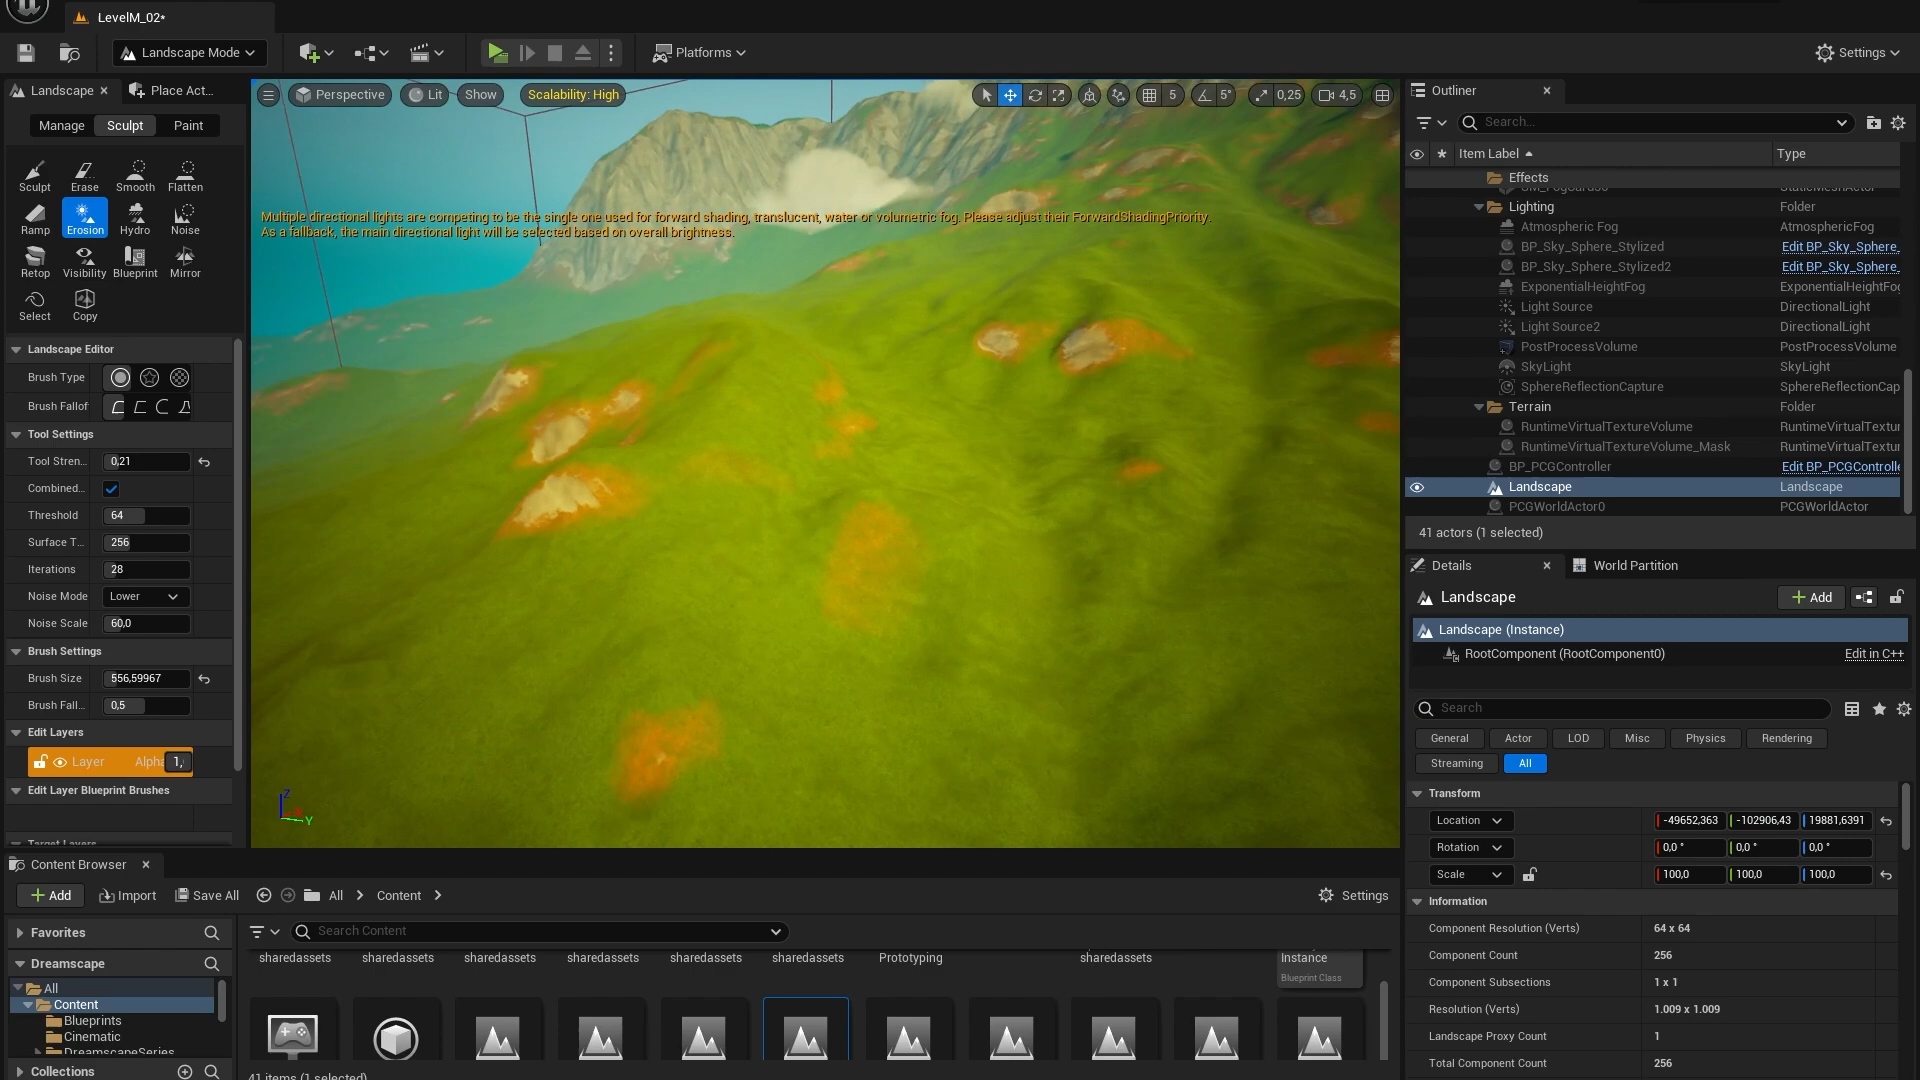 LevelM_02*
Landscape Mode
Platforms
Settings
Landscape
Place Act...
Manage
Sculpt
Paint
Sculpt
Erase
Smooth
Flatten
Ramp
Erosion
Hydro
Noise
Retop
Visibility
Blueprint
Mirror
Select
Copy
Landscape Editor
Brush Type
Brush Fallof
Tool Settings
Tool Stren...
0,21
Combined...
Threshold
64
Surface T...
256
Iterations
28
Noise Mode
Lower
Noise Scale
60,0
Brush Settings
Brush Size
556,59967
Brush Fall...
0,5
Edit Layers
Layer
Alpha
1,
Edit Layer Blueprint Brushes
Target Layers
Perspective
Lit
Show
Scalability: High
5
5°
0,25
4,5
Multiple directional lights are competing to be the single one used for forward shading, translucent, water or volumetric fog. Please adjust their ForwardShadingPriority.
As a fallback, the main directional light will be selected based on overall brightness.
Z
Y
Outliner
Search...
Item Label
Type
Effects
Lighting
Folder
Atmospheric Fog
AtmosphericFog
BP_Sky_Sphere_Stylized
Edit BP_Sky_Sphere_
BP_Sky_Sphere_Stylized2
Edit BP_Sky_Sphere_
ExponentialHeightFog
ExponentialHeightFog
Light Source
DirectionalLight
Light Source2
DirectionalLight
PostProcessVolume
PostProcessVolume
SkyLight
SkyLight
SphereReflectionCapture
SphereReflectionCap
Terrain
Folder
RuntimeVirtualTextureVolume
RuntimeVirtualTextur
RuntimeVirtualTextureVolume_Mask
RuntimeVirtualTextur
BP_PCGController
Edit BP_PCGControlle
Landscape
Landscape
PCGWorldActor0
PCGWorldActor
41 actors (1 selected)
Details
World Partition
Landscape
Add
Landscape (Instance)
RootComponent (RootComponent0)
Edit in C++
Search
General
Actor
LOD
Misc
Physics
Rendering
Streaming
All
Transform
Location
-49652,363
-102906,43
19881,6391
Rotation
0,0 °
0,0 °
0,0 °
Scale
100,0
100,0
100,0
Information
Component Resolution (Verts)
64 x 64
Component Count
256
Component Subsections
1 x 1
Resolution (Verts)
1.009 x 1.009
Landscape Proxy Count
1
Total Component Count
256
Content Browser
Add
Import
Save All
All
Content
Settings
Favorites
Search Content
Dreamscape
All
Content
Blueprints
Cinematic
DreamscapeSeries
Collections
sharedassets
sharedassets
sharedassets
sharedassets
sharedassets
sharedassets
Prototyping
sharedassets
Instance
Blueprint Class
41 items (1 selected)